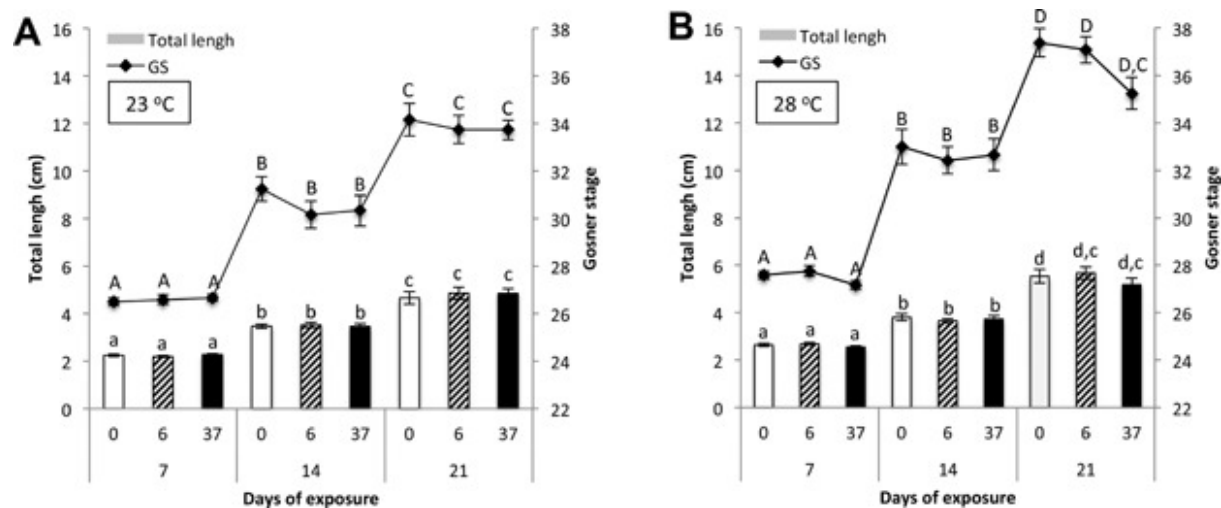 A
Total lengh
GS
23 ºC
Total lengh (cm)
16
14
12
10
8
6
4
2
0
38
36
34
32
30
28
26
24
22
Gosner stage
A A A
B B B
C C C
a a a
b b b
c c c
0 6 37 0 6 37 0 6 37
7 14 21
Days of exposure
B
Total lengh
GS
28 ºC
Total lengh (cm)
16
14
12
10
8
6
4
2
0
38
36
34
32
30
28
26
24
22
Gosner stage
A A A
B B B
D D D,C
a a a
b b b
d d,c d,c
0 6 37 0 6 37 0 6 37
7 14 21
Days of exposure